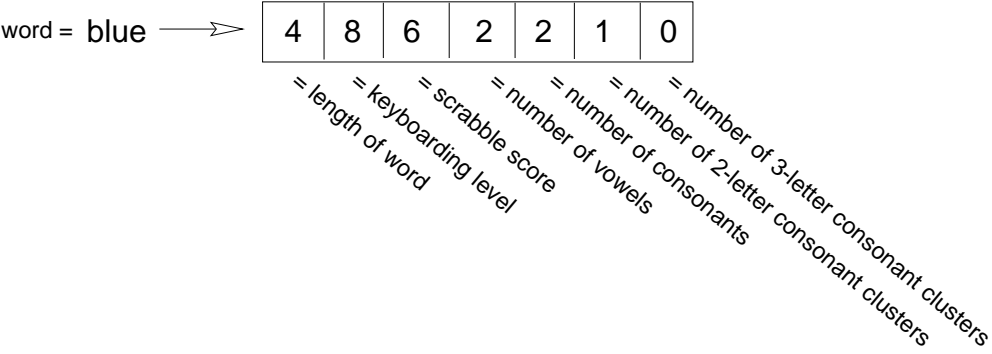 word = blue
4 8 6 2 2 1 0
= length of word
= keyboarding level
= scrabble score
= number of vowels
= number of consonants
= number of 2-letter consonant clusters
= number of 3-letter consonant clusters